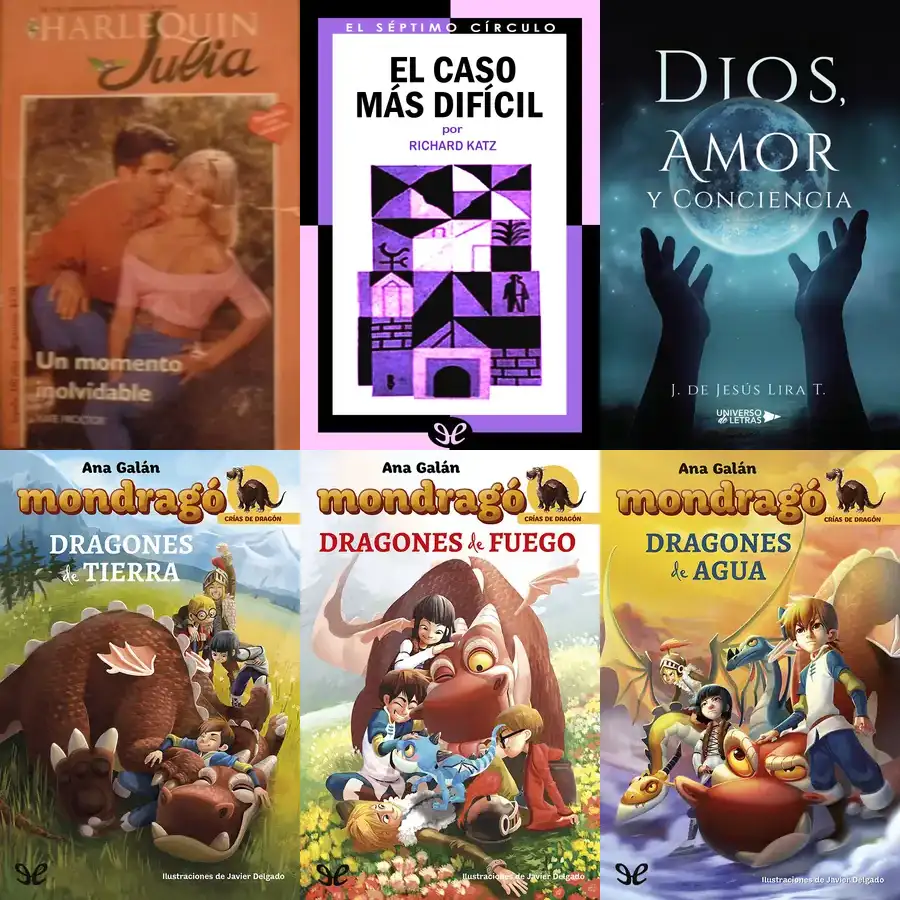 HARLEQUIN
Julia
Un momento
inolvidable
KATE PROCTOR
EL SÉPTIMO CÍRCULO
EL CASO
MÁS DIFÍCIL
por
RICHARD KATZ
DIOS,
AMOR
Y CONCIENCIA
J. DE JESÚS LIRA T.
UNIVERSO
de LETRAS
Ana Galán
mondragó
CRÍAS DE DRAGÓN
DRAGONES
de TIERRA
Ilustraciones de Javier Delgado
Ana Galán
mondragó
CRÍAS DE DRAGÓN
DRAGONES de FUEGO
Ilustraciones de Javier Delgado
Ana Galán
mondragó
CRÍAS DE DRAGÓN
DRAGONES
de AGUA
Ilustraciones de Javier Delgado